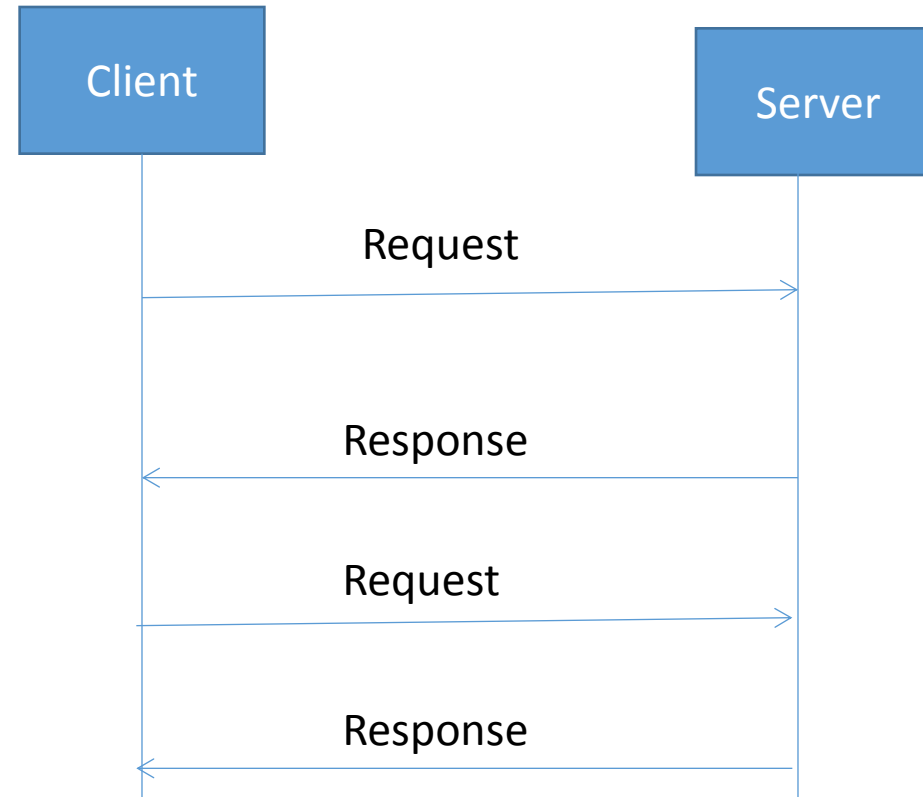 Client
Server
Request
Response
Request
Response